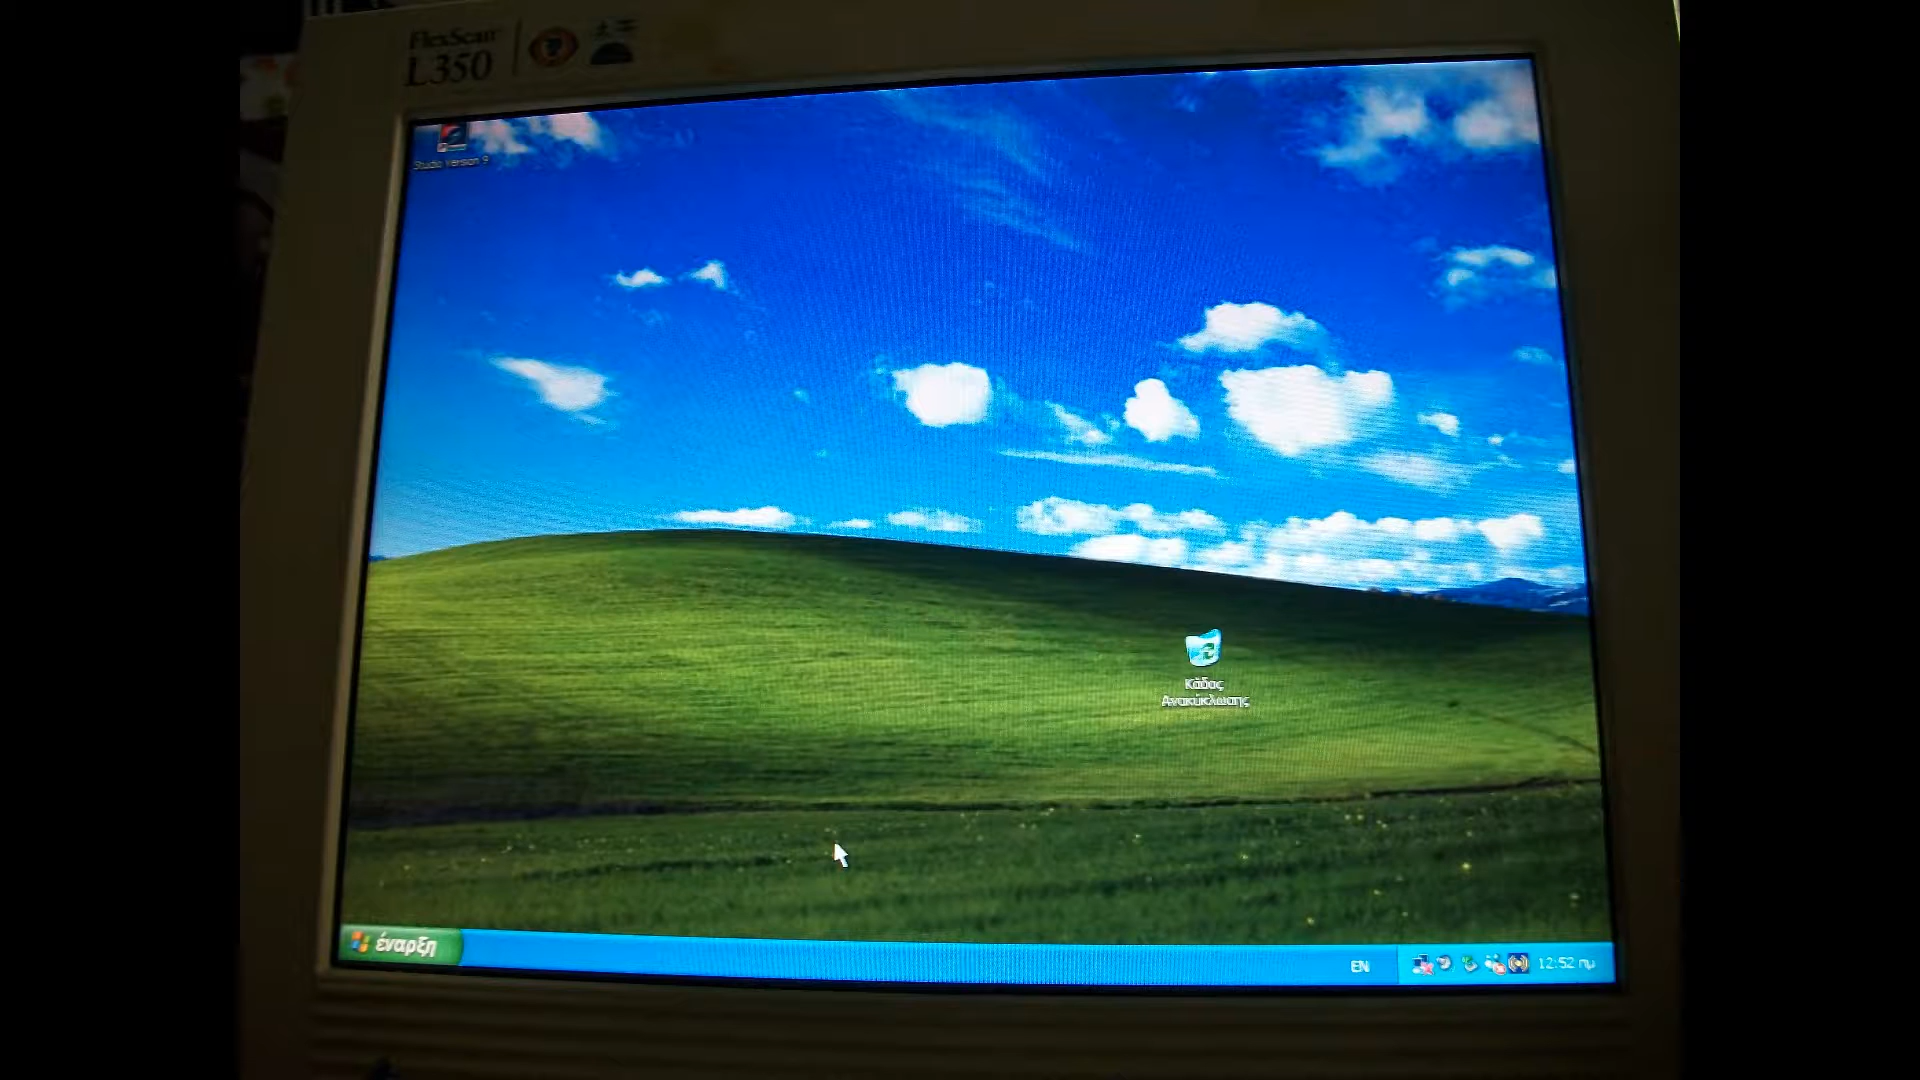 FlexScan
L350
Studio Version 9
Κάδος
Ανακύκλωσης
έναρξη
EN
12:52 πμ